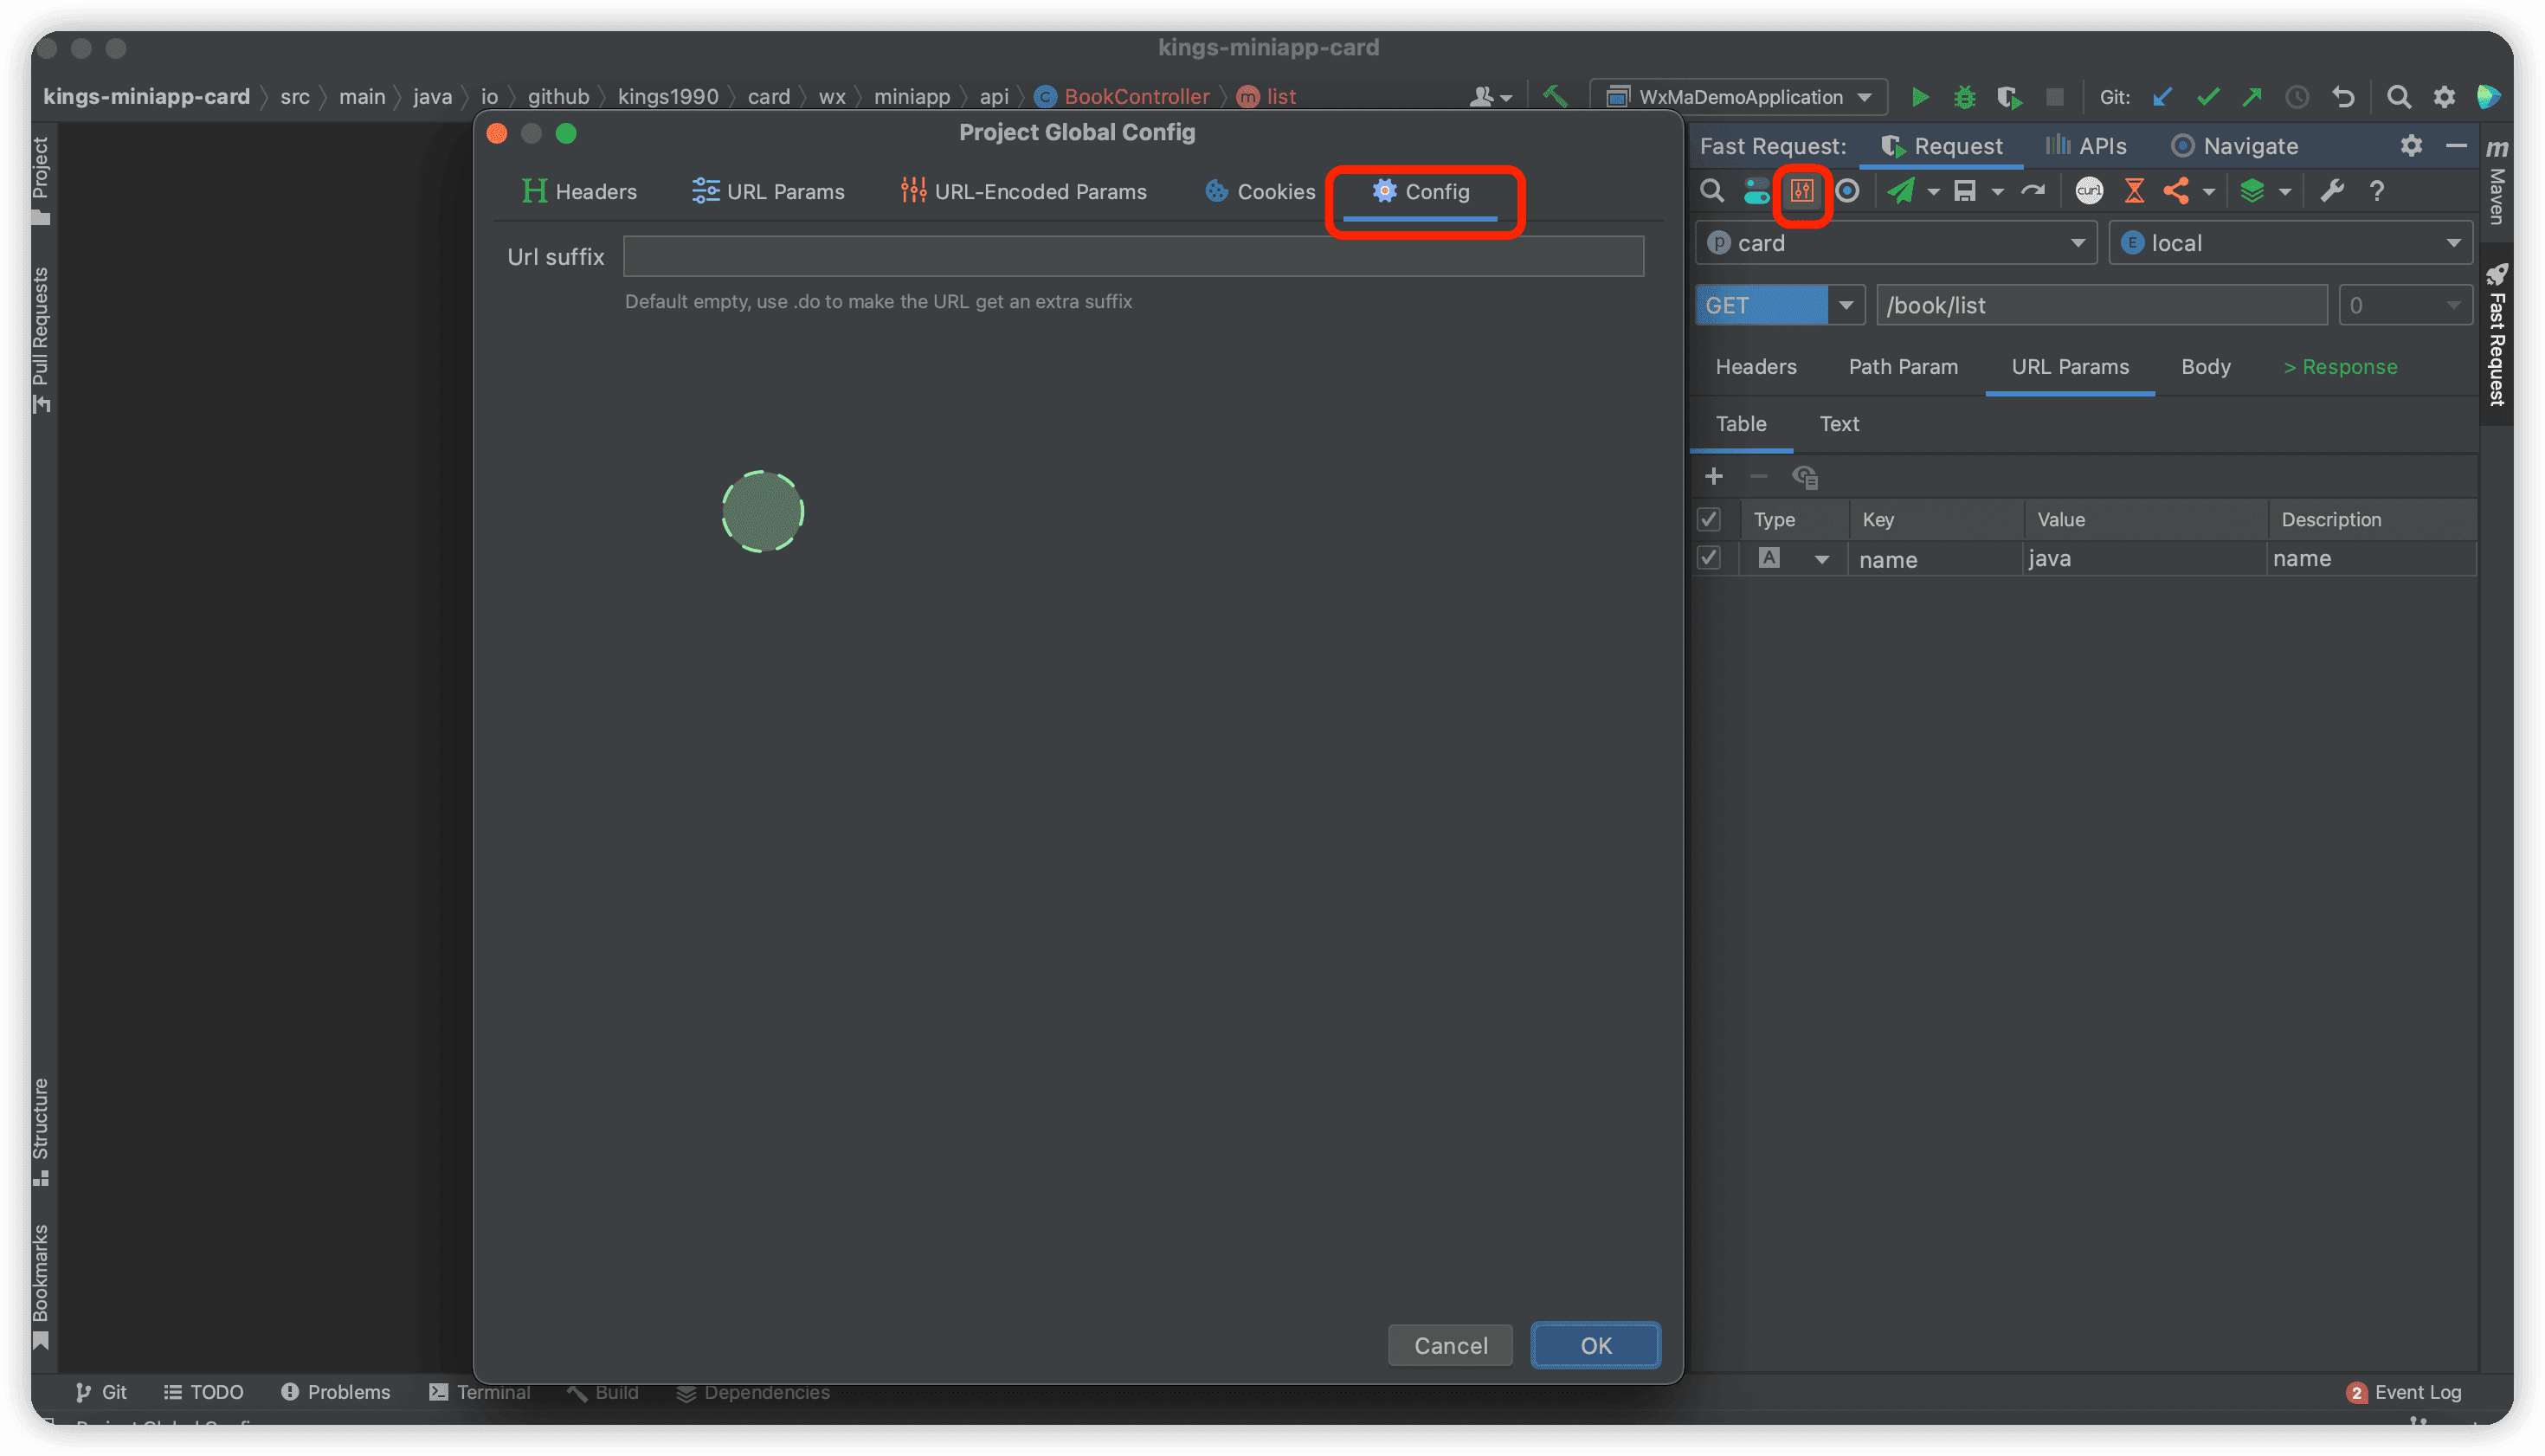 kings-miniapp-card
kings-miniapp-card src main java io github kings1990 card wx miniapp api C BookController m list WxMaDemoApplication Git:
Project
Pull Requests
Structure
Bookmarks
Project Global Config
H Headers URL Params URL-Encoded Params Cookies Config
Url suffix
Default empty, use .do to make the URL get an extra suffix
Cancel OK
Fast Request: Request APIs Navigate
curl ?
p card E local
GET /book/list 0
Headers Path Param URL Params Body > Response
Table Text
+ −
Type Key Value Description
A name java name
m Maven
Fast Request
Git TODO Problems Terminal Build Dependencies 2 Event Log
Project Global Config